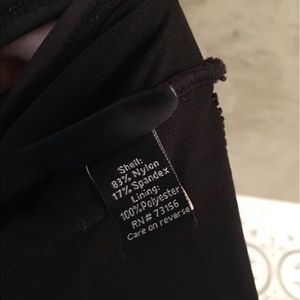 Shell:
83% Nylon
17% Spandex
Lining:
100%Polyester
RN# 73156
Care on reverse